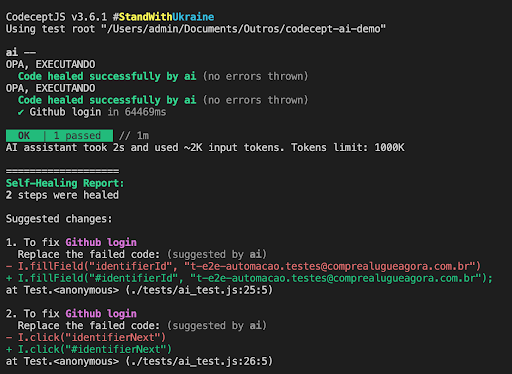 CodeceptJS v3.6.1 #StandWithUkraine
Using test root "/Users/admin/Documents/Outros/codecept-ai-demo"
ai ——
OPA, EXECUTANDO
Code healed successfully by ai (no errors thrown)
OPA, EXECUTANDO
Code healed successfully by ai (no errors thrown)
✔ Github login in 64469ms
OK | 1 passed // 1m
AI assistant took 2s and used ~2K input tokens. Tokens limit: 1000K
===================
Self-Healing Report:
2 steps were healed
Suggested changes:
1. To fix Github login
Replace the failed code: (suggested by ai)
- I.fillField("identifierId", "t-e2e-automacao.testes@comprealugueagora.com.br")
+ I.fillField("#identifierId", "t-e2e-automacao.testes@comprealugueagora.com.br");
at Test.<anonymous> (./tests/ai_test.js:25:5)
2. To fix Github login
Replace the failed code: (suggested by ai)
- I.click("identifierNext")
+ I.click("#identifierNext")
at Test.<anonymous> (./tests/ai_test.js:26:5)